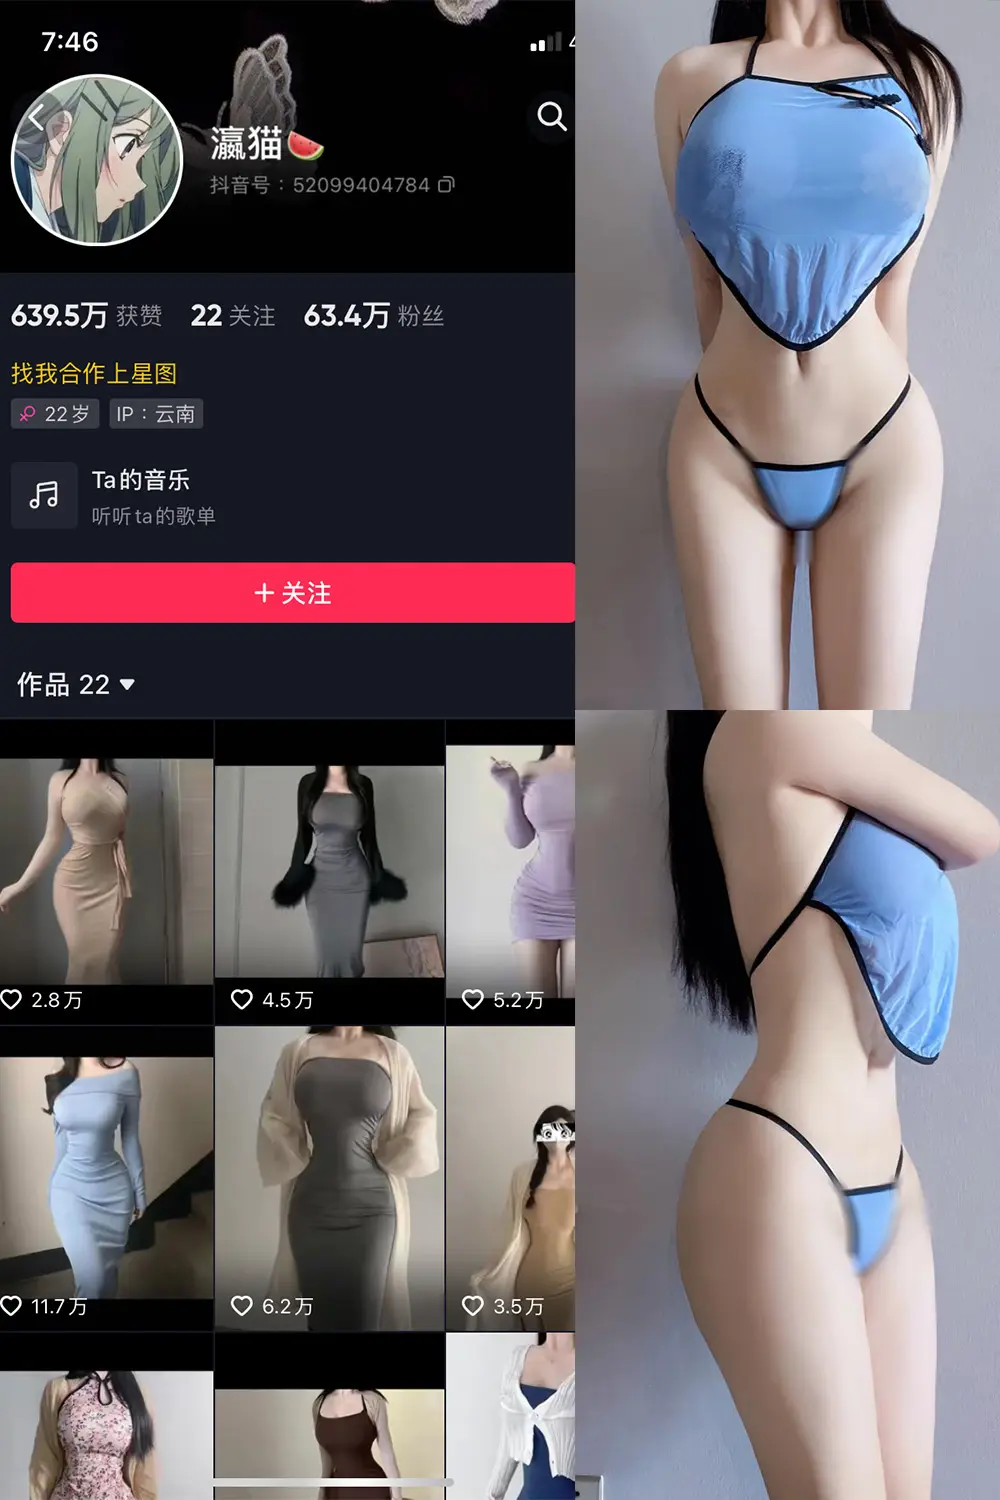 7:46
瀛猫🍉
抖音号：52099404784
639.5万 获赞 22 关注 63.4万 粉丝
找我合作上星图
22岁 IP：云南
Ta的音乐
听听ta的歌单
+ 关注
作品 22
2.8万 4.5万 5.2万
11.7万 6.2万 3.5万